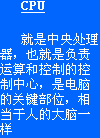 CPU
就是中央处理
器，也就是负责
运算和控制的控
制中心，是电脑
的关键部位，相
当于人的大脑一
样